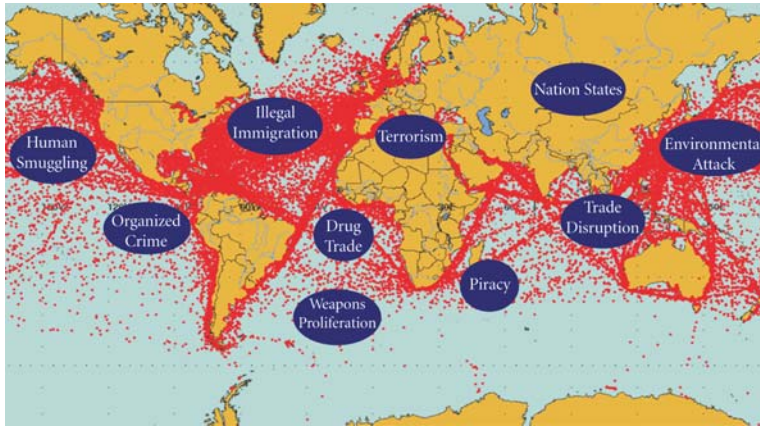 Nation States
Illegal
Immigration
Terrorism
Human
Smuggling
Environmental
Attack
Organized
Crime
Drug
Trade
Trade
Disruption
Piracy
Weapons
Proliferation